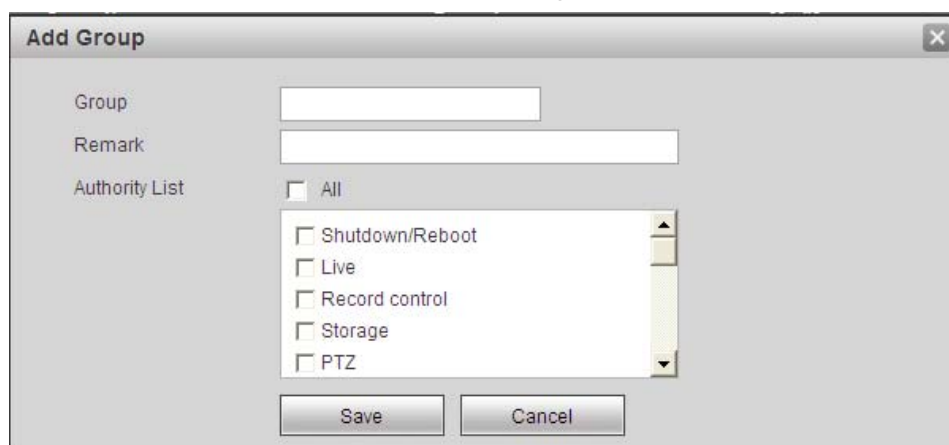 Add Group
Group
Remark
Authority List
All
Shutdown/Reboot
Live
Record control
Storage
PTZ
Save Cancel